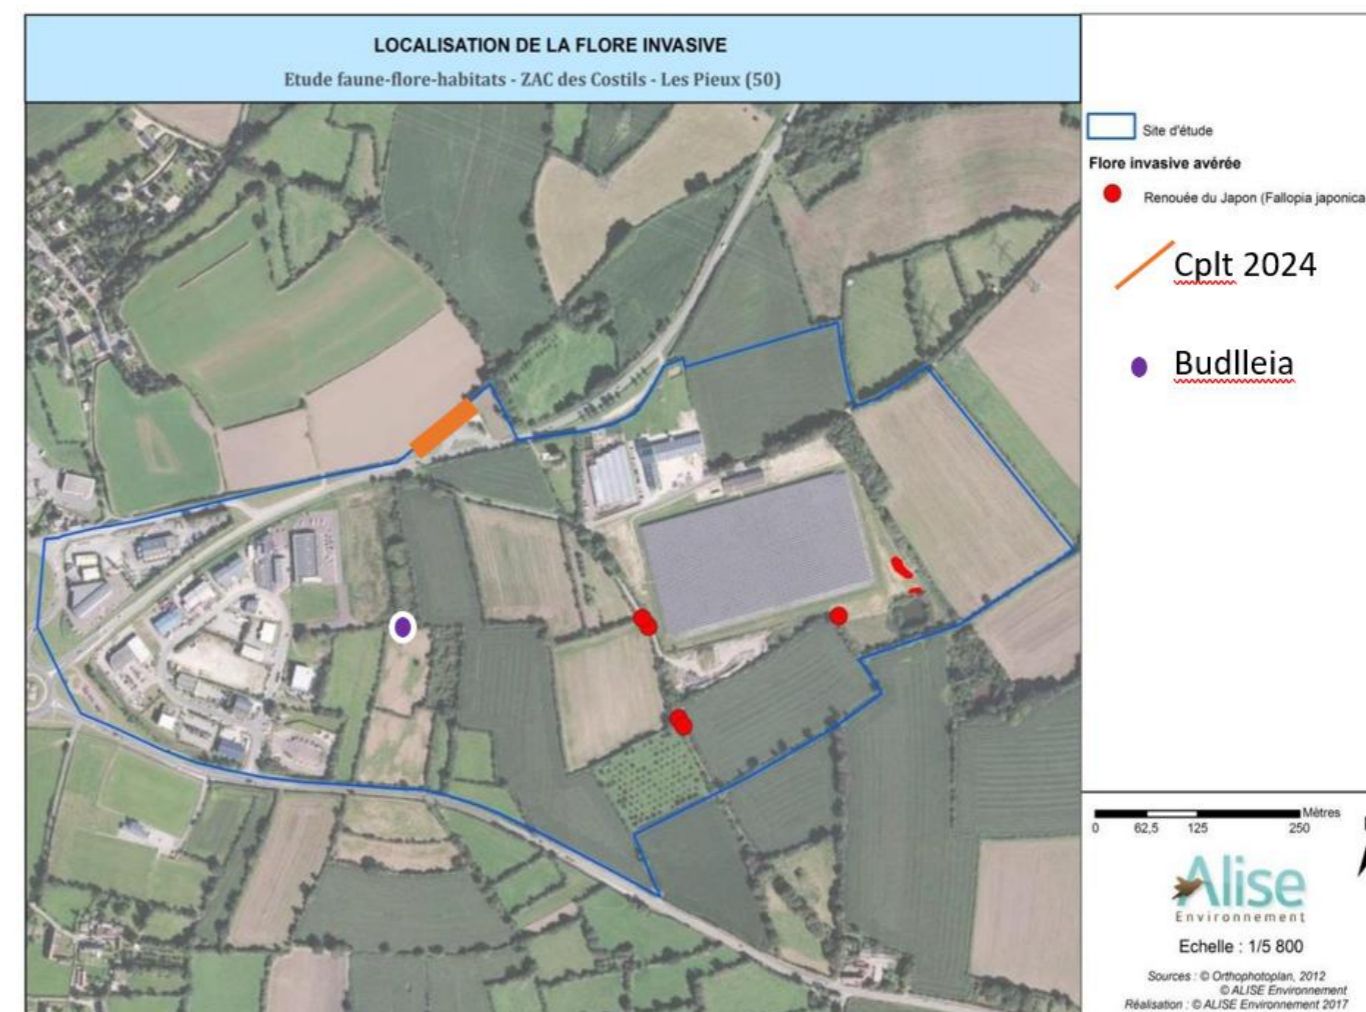 LOCALISATION DE LA FLORE INVASIVE
Etude faune-flore-habitats - ZAC des Costils - Les Pieux (50)
Site d'étude
Flore invasive avérée
Renouée du Japon (Fallopia japonica
Cplt 2024
Budlleia
Mètres
0 62,5 125 250
Alise
Environnement
Echelle : 1/5 800
Sources : © Orthophotoplan, 2012
© ALISE Environnement
Réalisation : © ALISE Environnement 2017